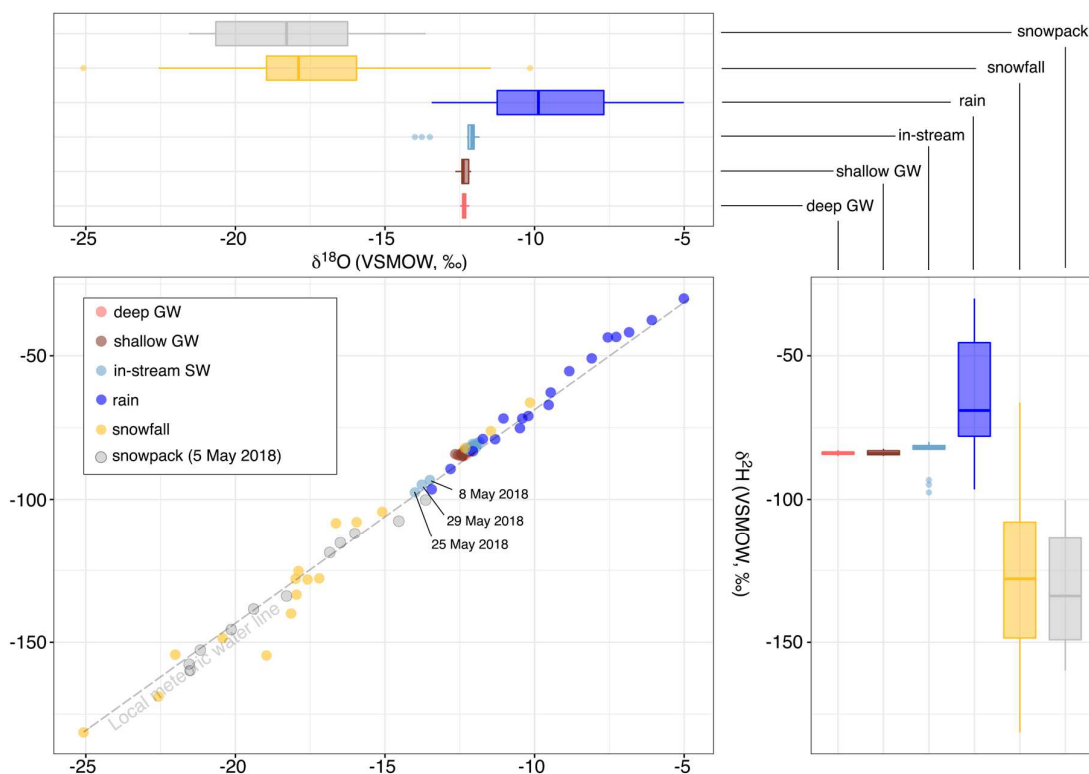 snowpack
snowfall
rain
in-stream
shallow GW
deep GW
-25 -20 -15 -10 -5
δ18O (VSMOW, ‰)
deep GW
shallow GW
in-stream SW
rain
snowfall
snowpack (5 May 2018)
-50
-100
-150
8 May 2018
29 May 2018
25 May 2018
Local meteoric water line
-25 -20 -15 -10 -5
δ2H (VSMOW, ‰)
-50
-100
-150